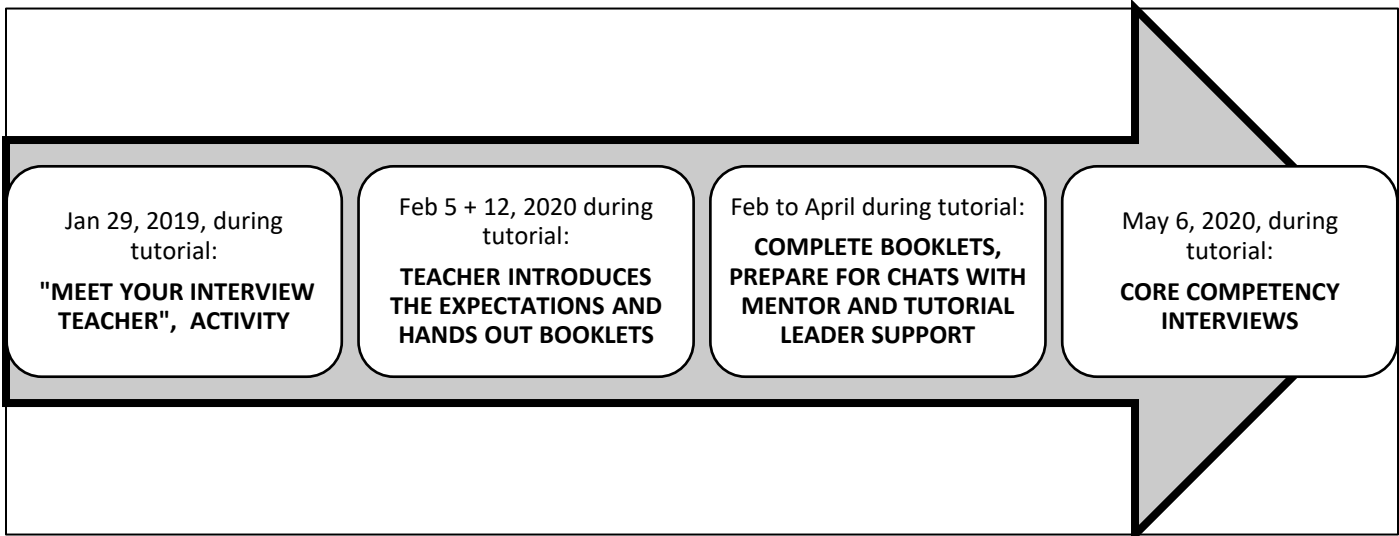 Jan 29, 2019, during
tutorial:
"MEET YOUR INTERVIEW
TEACHER",  ACTIVITY
Feb 5 + 12, 2020 during
tutorial:
TEACHER INTRODUCES
THE EXPECTATIONS AND
HANDS OUT BOOKLETS
Feb to April during tutorial:
COMPLETE BOOKLETS,
PREPARE FOR CHATS WITH
MENTOR AND TUTORIAL
LEADER SUPPORT
May 6, 2020, during
tutorial:
CORE COMPETENCY
INTERVIEWS